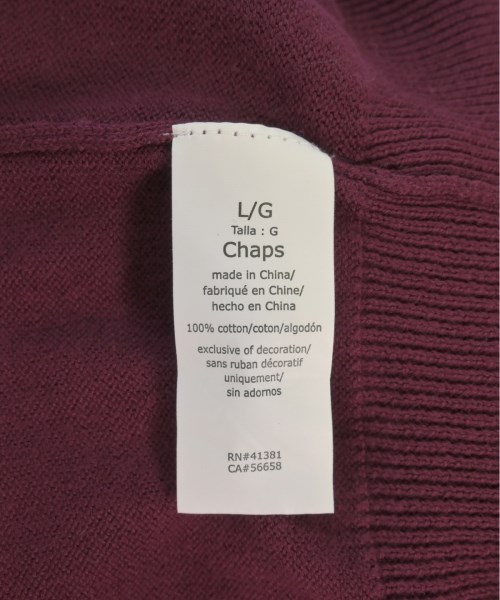 L/G
Talla : G
Chaps
made in China/
fabriqué en Chine/
hecho en China
100% cotton/coton/algodón
exclusive of decoration/
sans ruban décoratif
uniquement/
sin adornos
RN#41381
CA#56658